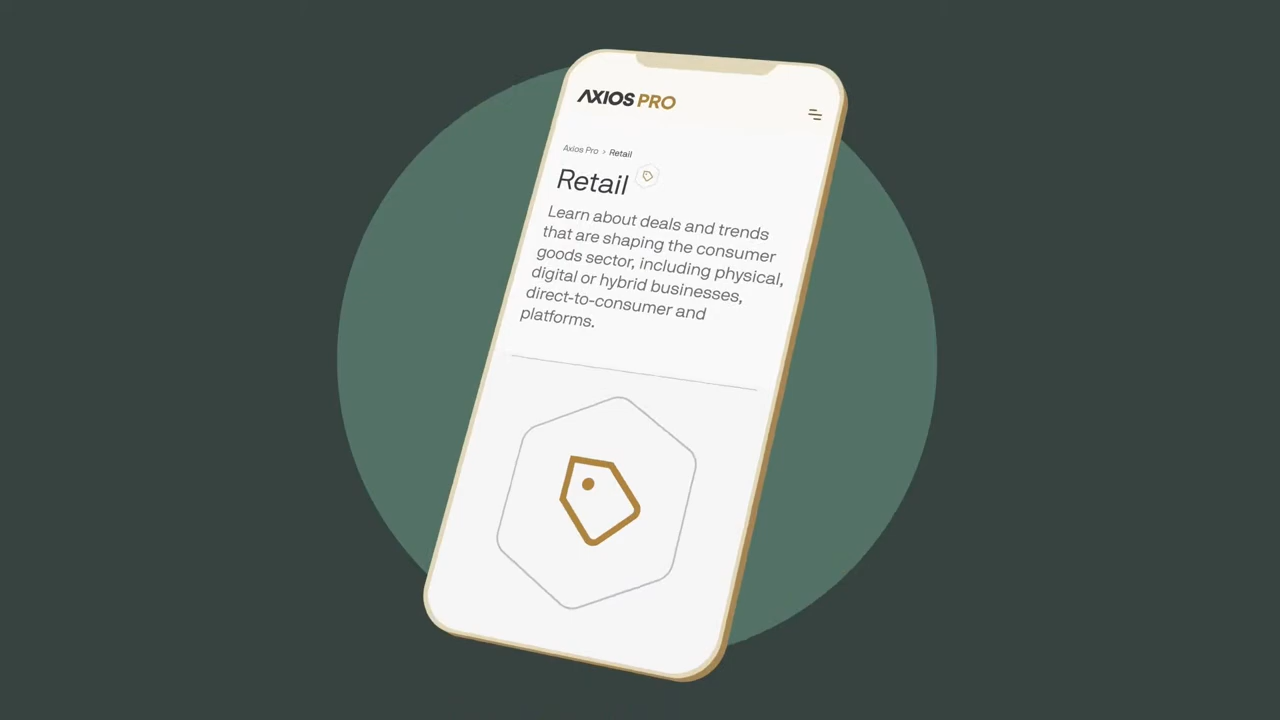 AXIOS PRO
Axios Pro > Retail
Retail
Learn about deals and trends
that are shaping the consumer
goods sector, including physical,
digital or hybrid businesses,
direct-to-consumer and
platforms.